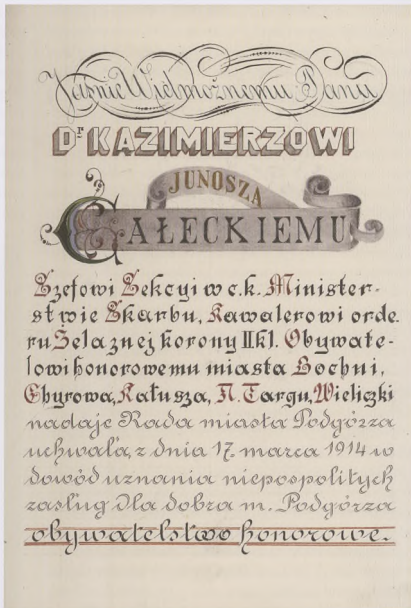 Jaśnie Wielmożnemu Panu
Dr KAZIMIERZOWI
JUNOSZA
GAŁECKIEMU
Szefowi Sekcyi w c.k. Minister-
stwie Skarbu, Kawalerowi orde-
ru Żelaznej korony II kl. Obywate-
lowi honorowemu miasta Bochni,
Chyrowa, Kałusza, N. Targu, Wieliczki
nadaje Rada miasta Podgórza
uchwałą z dnia 17. marca 1914 w
dowód uznania niepospolitych
zasług dla dobra m. Podgórza
obywatelstwo honorowe.